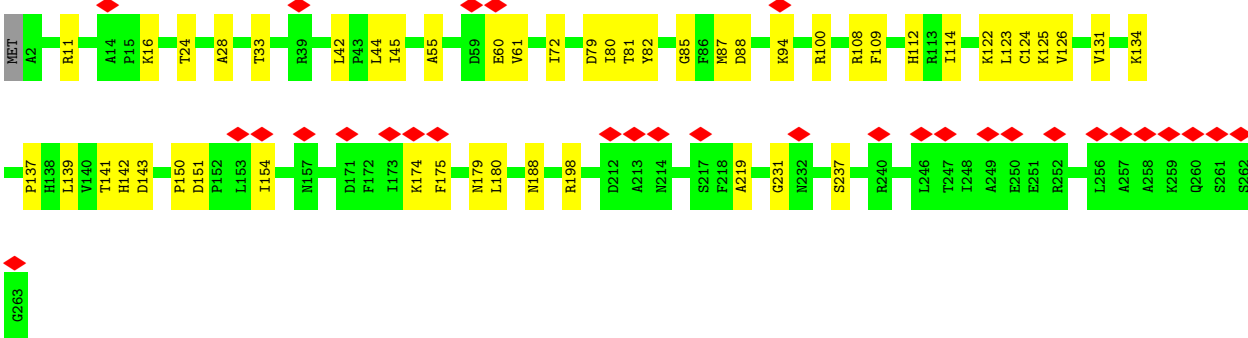 MET A2 R11 A14 P15 K16 T24 A28 T33 R39 L42 P43 L44 I45 A55 D59 E60 V61 I72 D79 I80 T81 Y82 G85 F86 M87 D88 K94 R100 R108 F109 H112 R113 I114 K122 L123 C124 K125 V126 V131 K134
P137 H138 L139 V140 T141 H142 D143 P150 D151 P152 L153 I154 N157 D171 F172 I173 K174 F175 N179 L180 N188 R198 D212 A213 N214 S217 F218 A219 G231 N232 S237 R240 L246 T247 I248 A249 E250 E251 R252 L256 A257 A258 K259 Q260 S261 S262
G263